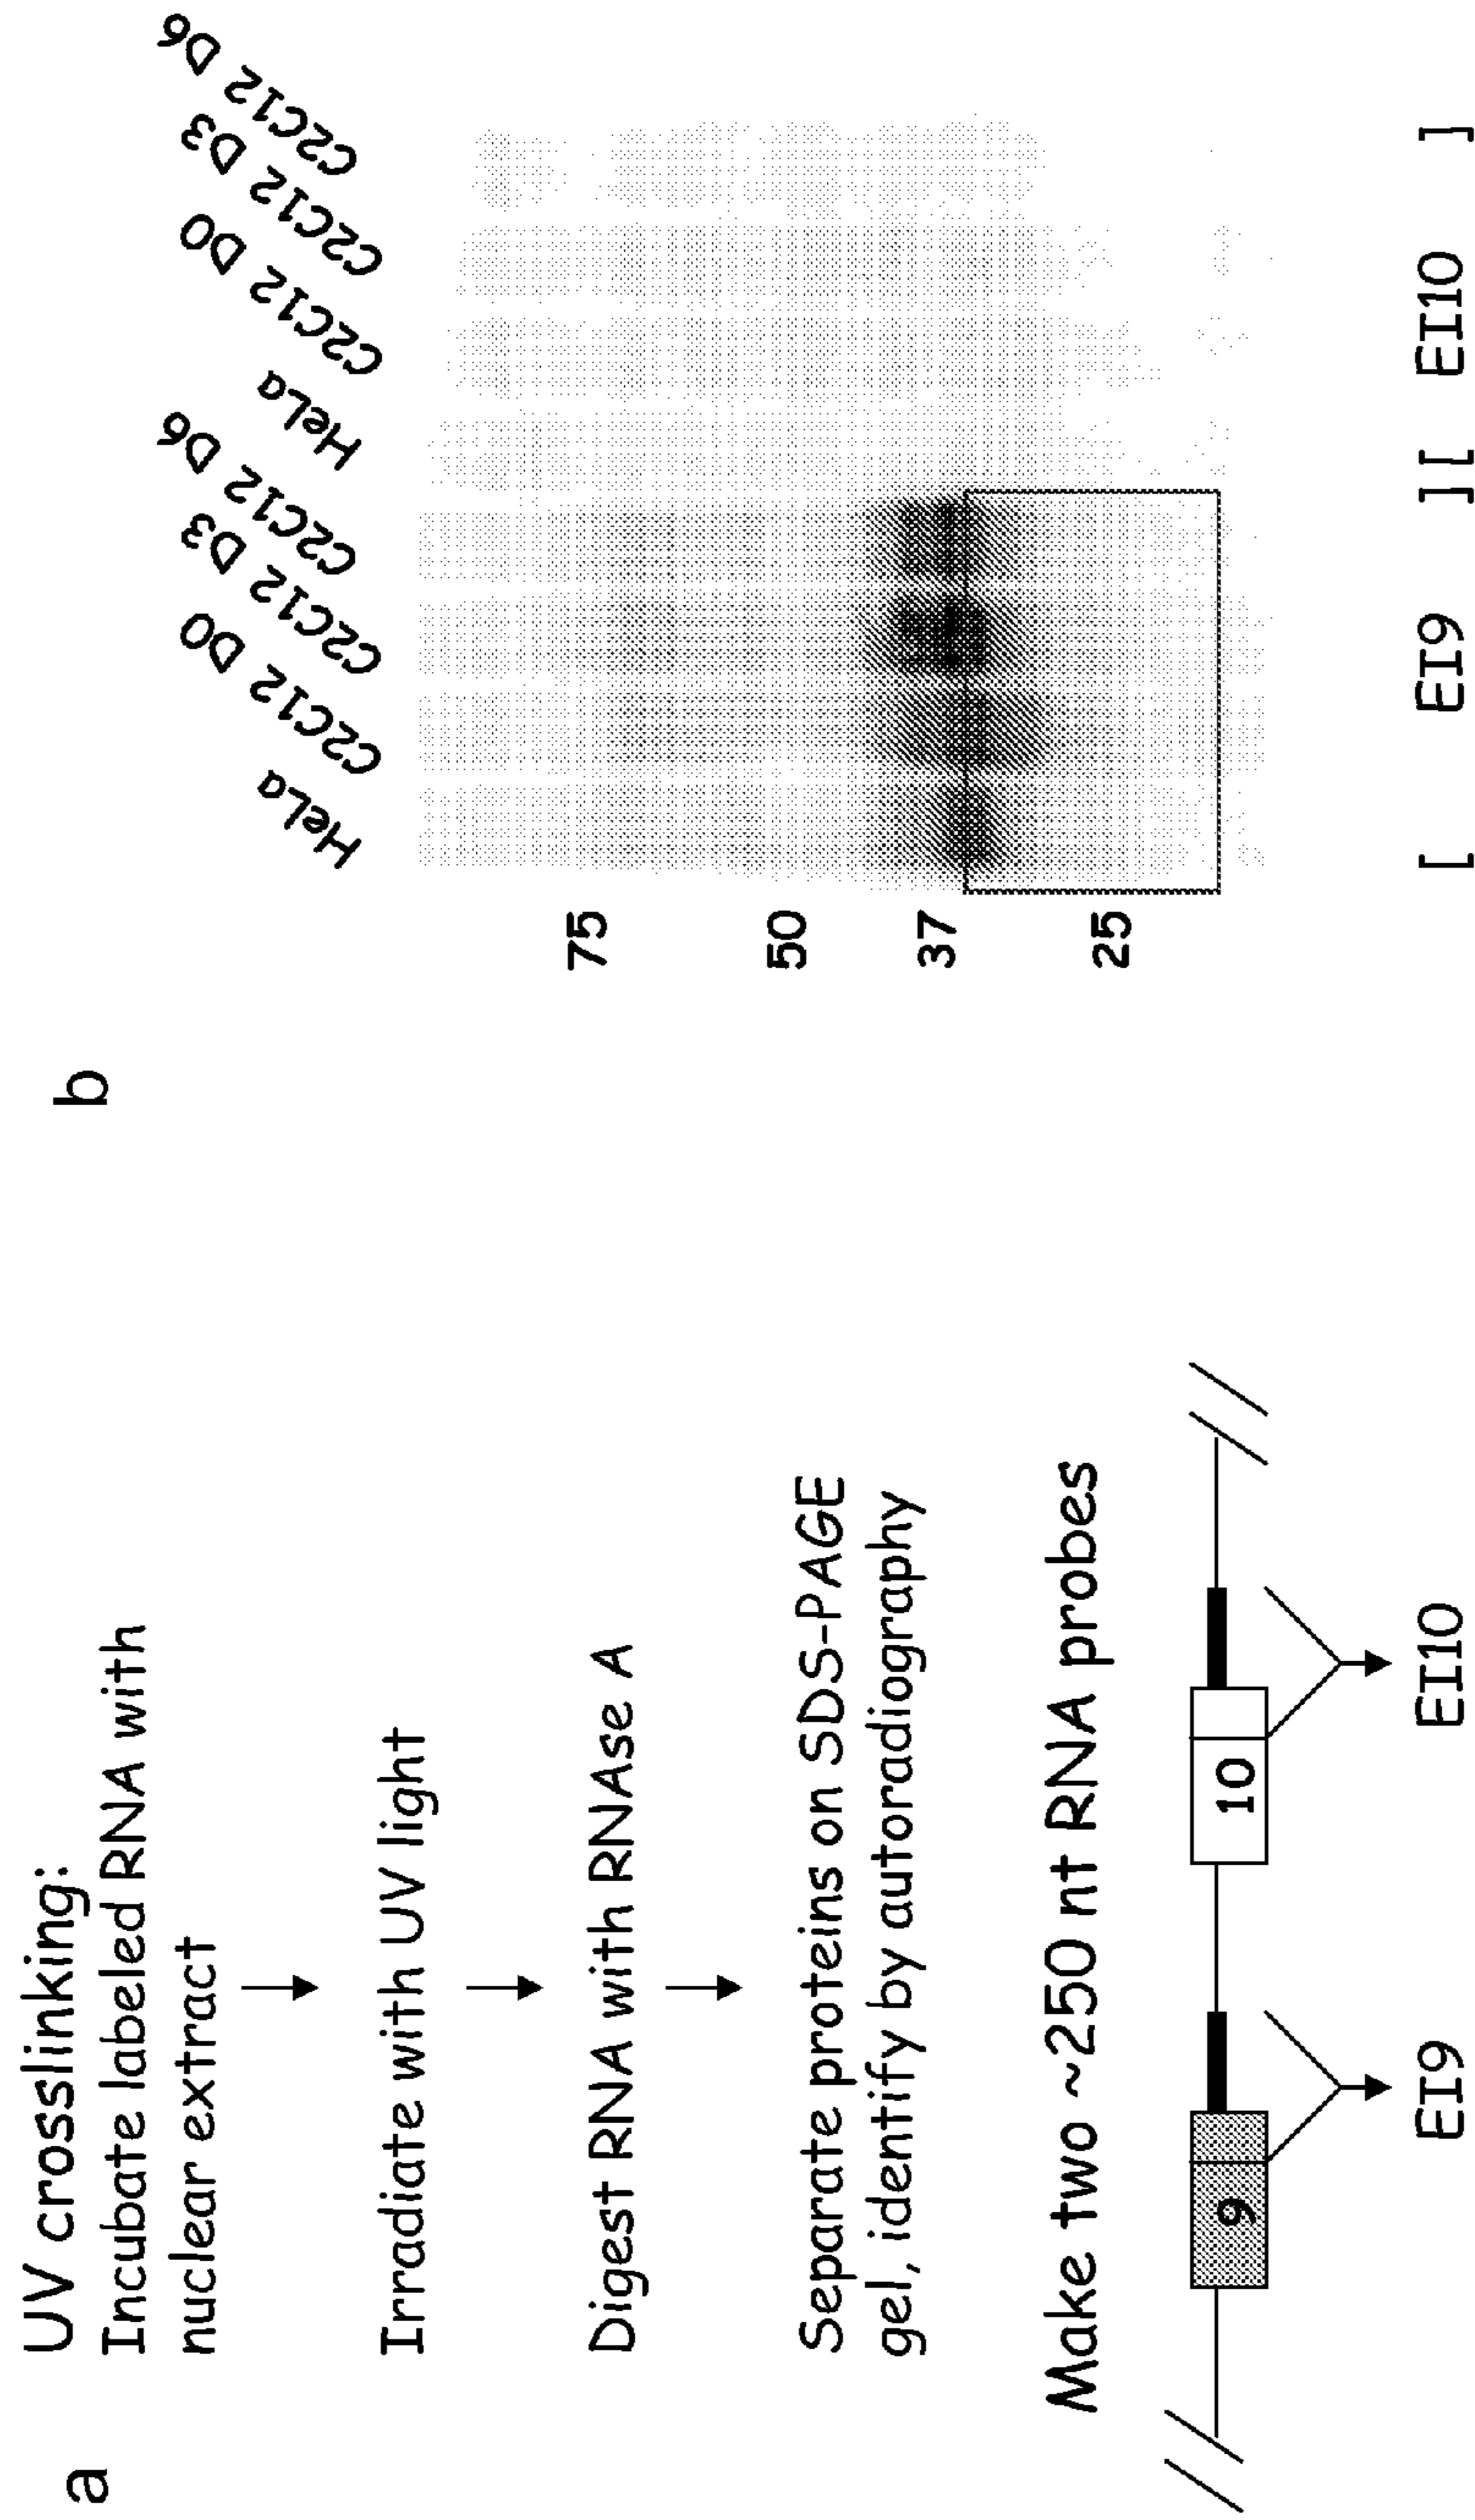 a
UV crosslinking:
Incubate labeled RNA with
nuclear extract
Irradiate with UV light
Digest RNA with RNAse A
Separate proteins on SDS-PAGE
gel, identify by autoradiography
Make two ~250 nt RNA probes
9
10
EI9
EI10
b
HeLa
C2C12 D0
C2C12 D3
C2C12 D6
HeLa
C2C12 D0
C2C12 D3
C2C12 D6
75
50
37
25
[ EI9 ][ EI10 ]